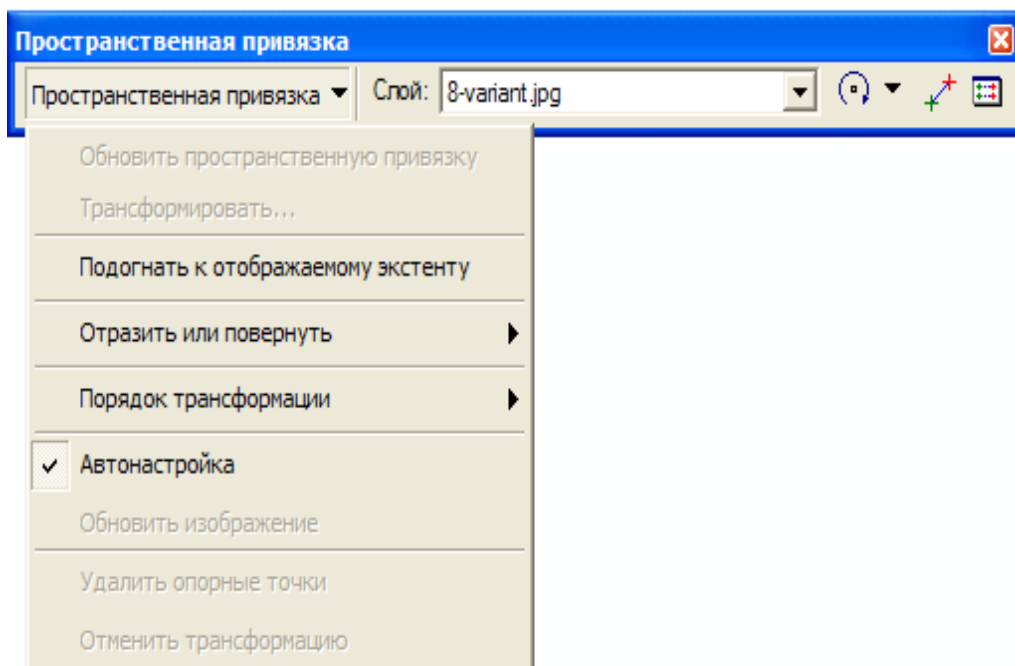 Пространственная привязка
Пространственная привязка Слой: 8-variant.jpg
Обновить пространственную привязку
Трансформировать...
Подогнать к отображаемому экстенту
Отразить или повернуть
Порядок трансформации
Автонастройка
Обновить изображение
Удалить опорные точки
Отменить трансформацию